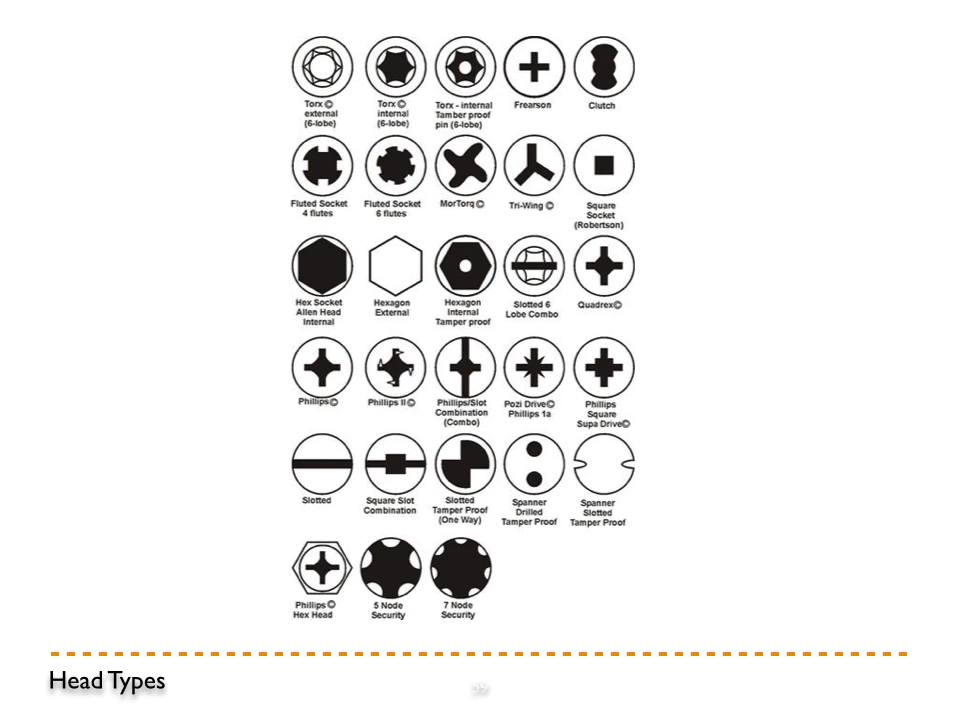 Torx ©
external
(6-lobe)
Torx ©
internal
(6-lobe)
Torx - internal
Tamber proof
pin (6-lobe)
Frearson
Clutch
Fluted Socket
4 flutes
Fluted Socket
6 flutes
MorTorq ©
Tri-Wing ©
Square
Socket
(Robertson)
Hex Socket
Allen Head
Internal
Hexagon
External
Hexagon
Internal
Tamper proof
Slotted 6
Lobe Combo
Quadrex©
Phillips©
Phillips II ©
Phillips/Slot
Combination
(Combo)
Pozi Drive©
Phillips 1a
Phillips
Square
Supa Drive©
Slotted
Square Slot
Combination
Slotted
Tamper Proof
(One Way)
Spanner
Drilled
Tamper Proof
Spanner
Slotted
Tamper Proof
Phillips ©
Hex Head
5 Node
Security
7 Node
Security
Head Types
59